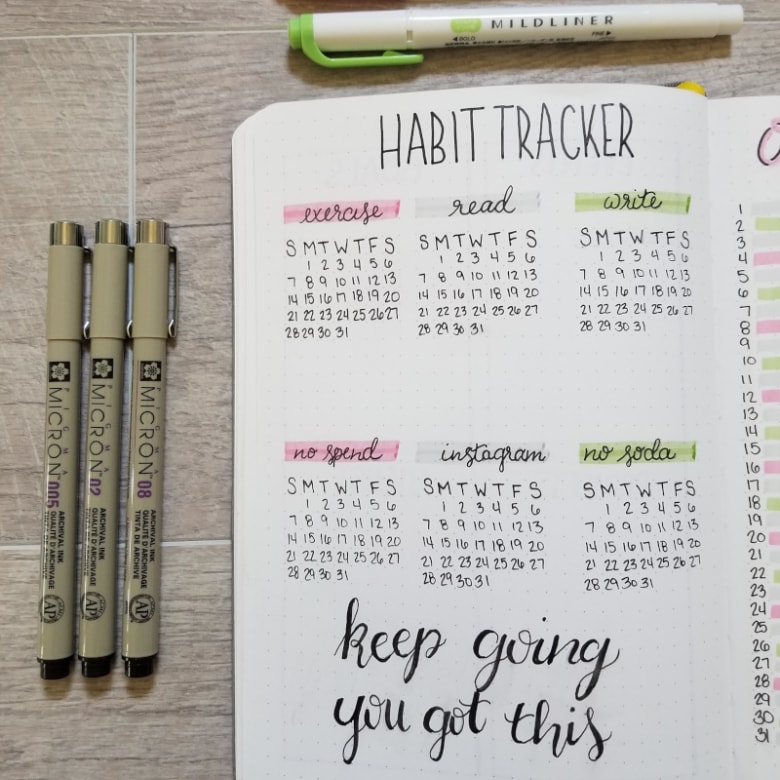 MILDLINER
BOLD
HABIT TRACKER
exercise
S M T W T F S
1 2 3 4 5 6
7 8 9 10 11 12 13
14 15 16 17 18 19 20
21 22 23 24 25 26 27
28 29 30 31
read
S M T W T F S
1 2 3 4 5 6
7 8 9 10 11 12 13
14 15 16 17 18 19 20
21 22 23 24 25 26 27
28 29 30 31
write
S M T W T F S
1 2 3 4 5 6
7 8 9 10 11 12 13
14 15 16 17 18 19 20
21 22 23 24 25 26 27
28 29 30 31
no spend
S M T W T F S
1 2 3 4 5 6
7 8 9 10 11 12 13
14 15 16 17 18 19 20
21 22 23 24 25 26 27
28 29 30 31
instagram
S M T W T F S
1 2 3 4 5 6
7 8 9 10 11 12 13
14 15 16 17 18 19 20
21 22 23 24 25 26 27
28 29 30 31
no soda
S M T W T F S
1 2 3 4 5 6
7 8 9 10 11 12 13
14 15 16 17 18 19 20
21 22 23 24 25 26 27
28 29 30 31
keep going
you got this
1
2
3
4
5
6
7
8
9
10
11
12
13
14
15
16
17
18
19
20
21
22
23
24
25
26
27
28
29
30
31
PIGMA
MICRON™ 005
ARCHIVAL INK
QUALITÉ D'ARCHIVAGE
TINTA DE ARCHIVE
AP
PIGMA
MICRON™ 02
ARCHIVAL INK
QUALITÉ D'ARCHIVAGE
TINTA DE ARCHIVE
AP
PIGMA
MICRON™ 08
ARCHIVAL INK
QUALITÉ D'ARCHIVAGE
TINTA DE ARCHIVE
AP